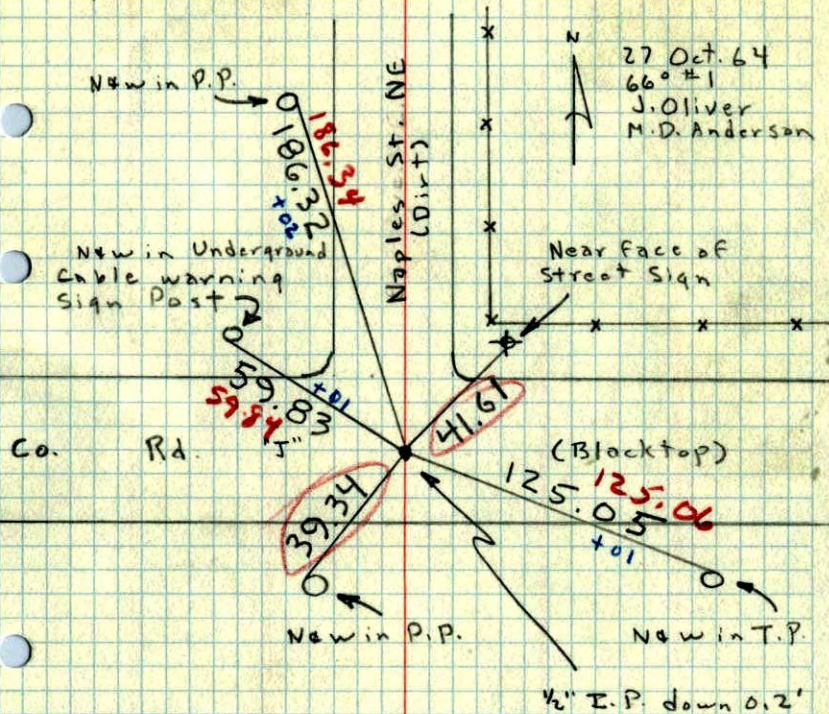 N
27 Oct. 64
66° #1
J. Oliver
M.D. Anderson
N&W in P.P.
186.34
186.32
+02
Naples St. NE
(Dirt)
N&W in Underground
Cable warning
Sign Post
Near face of
Street Sign
59.83
+01
59.84
41.61
Co. Rd. "J" (Blacktop)
39.34
125.05
125.06
+01
N&W in P.P.
N&W in T.P.
1/2" I.P. down 0.2'